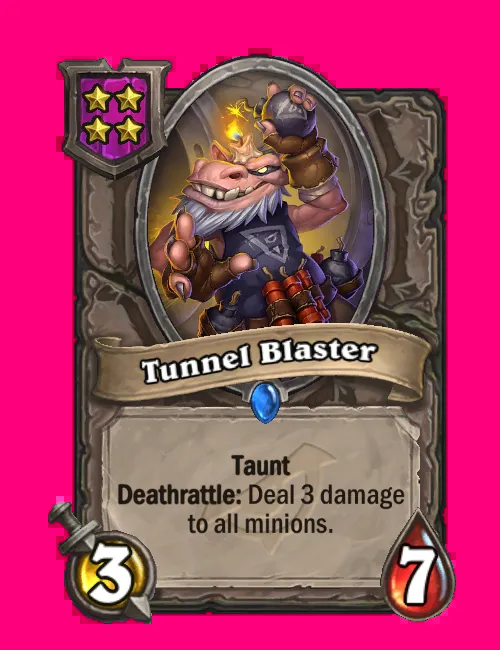 Tunnel Blaster
Taunt
Deathrattle: Deal 3 damage
to all minions.
3
7